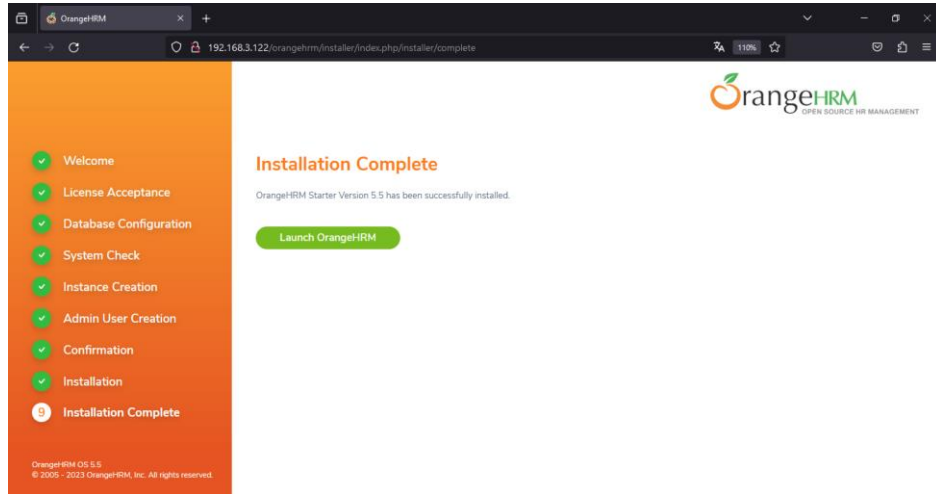 OrangeHRM
192.168.3.122/orangehrm/installer/index.php/installer/complete
110%
OrangeHRM
OPEN SOURCE HR MANAGEMENT
Welcome
License Acceptance
Database Configuration
System Check
Instance Creation
Admin User Creation
Confirmation
Installation
9 Installation Complete
Installation Complete
OrangeHRM Starter Version 5.5 has been successfully installed.
Launch OrangeHRM
OrangeHRM OS 5.5
© 2005 - 2023 OrangeHRM, Inc. All rights reserved.